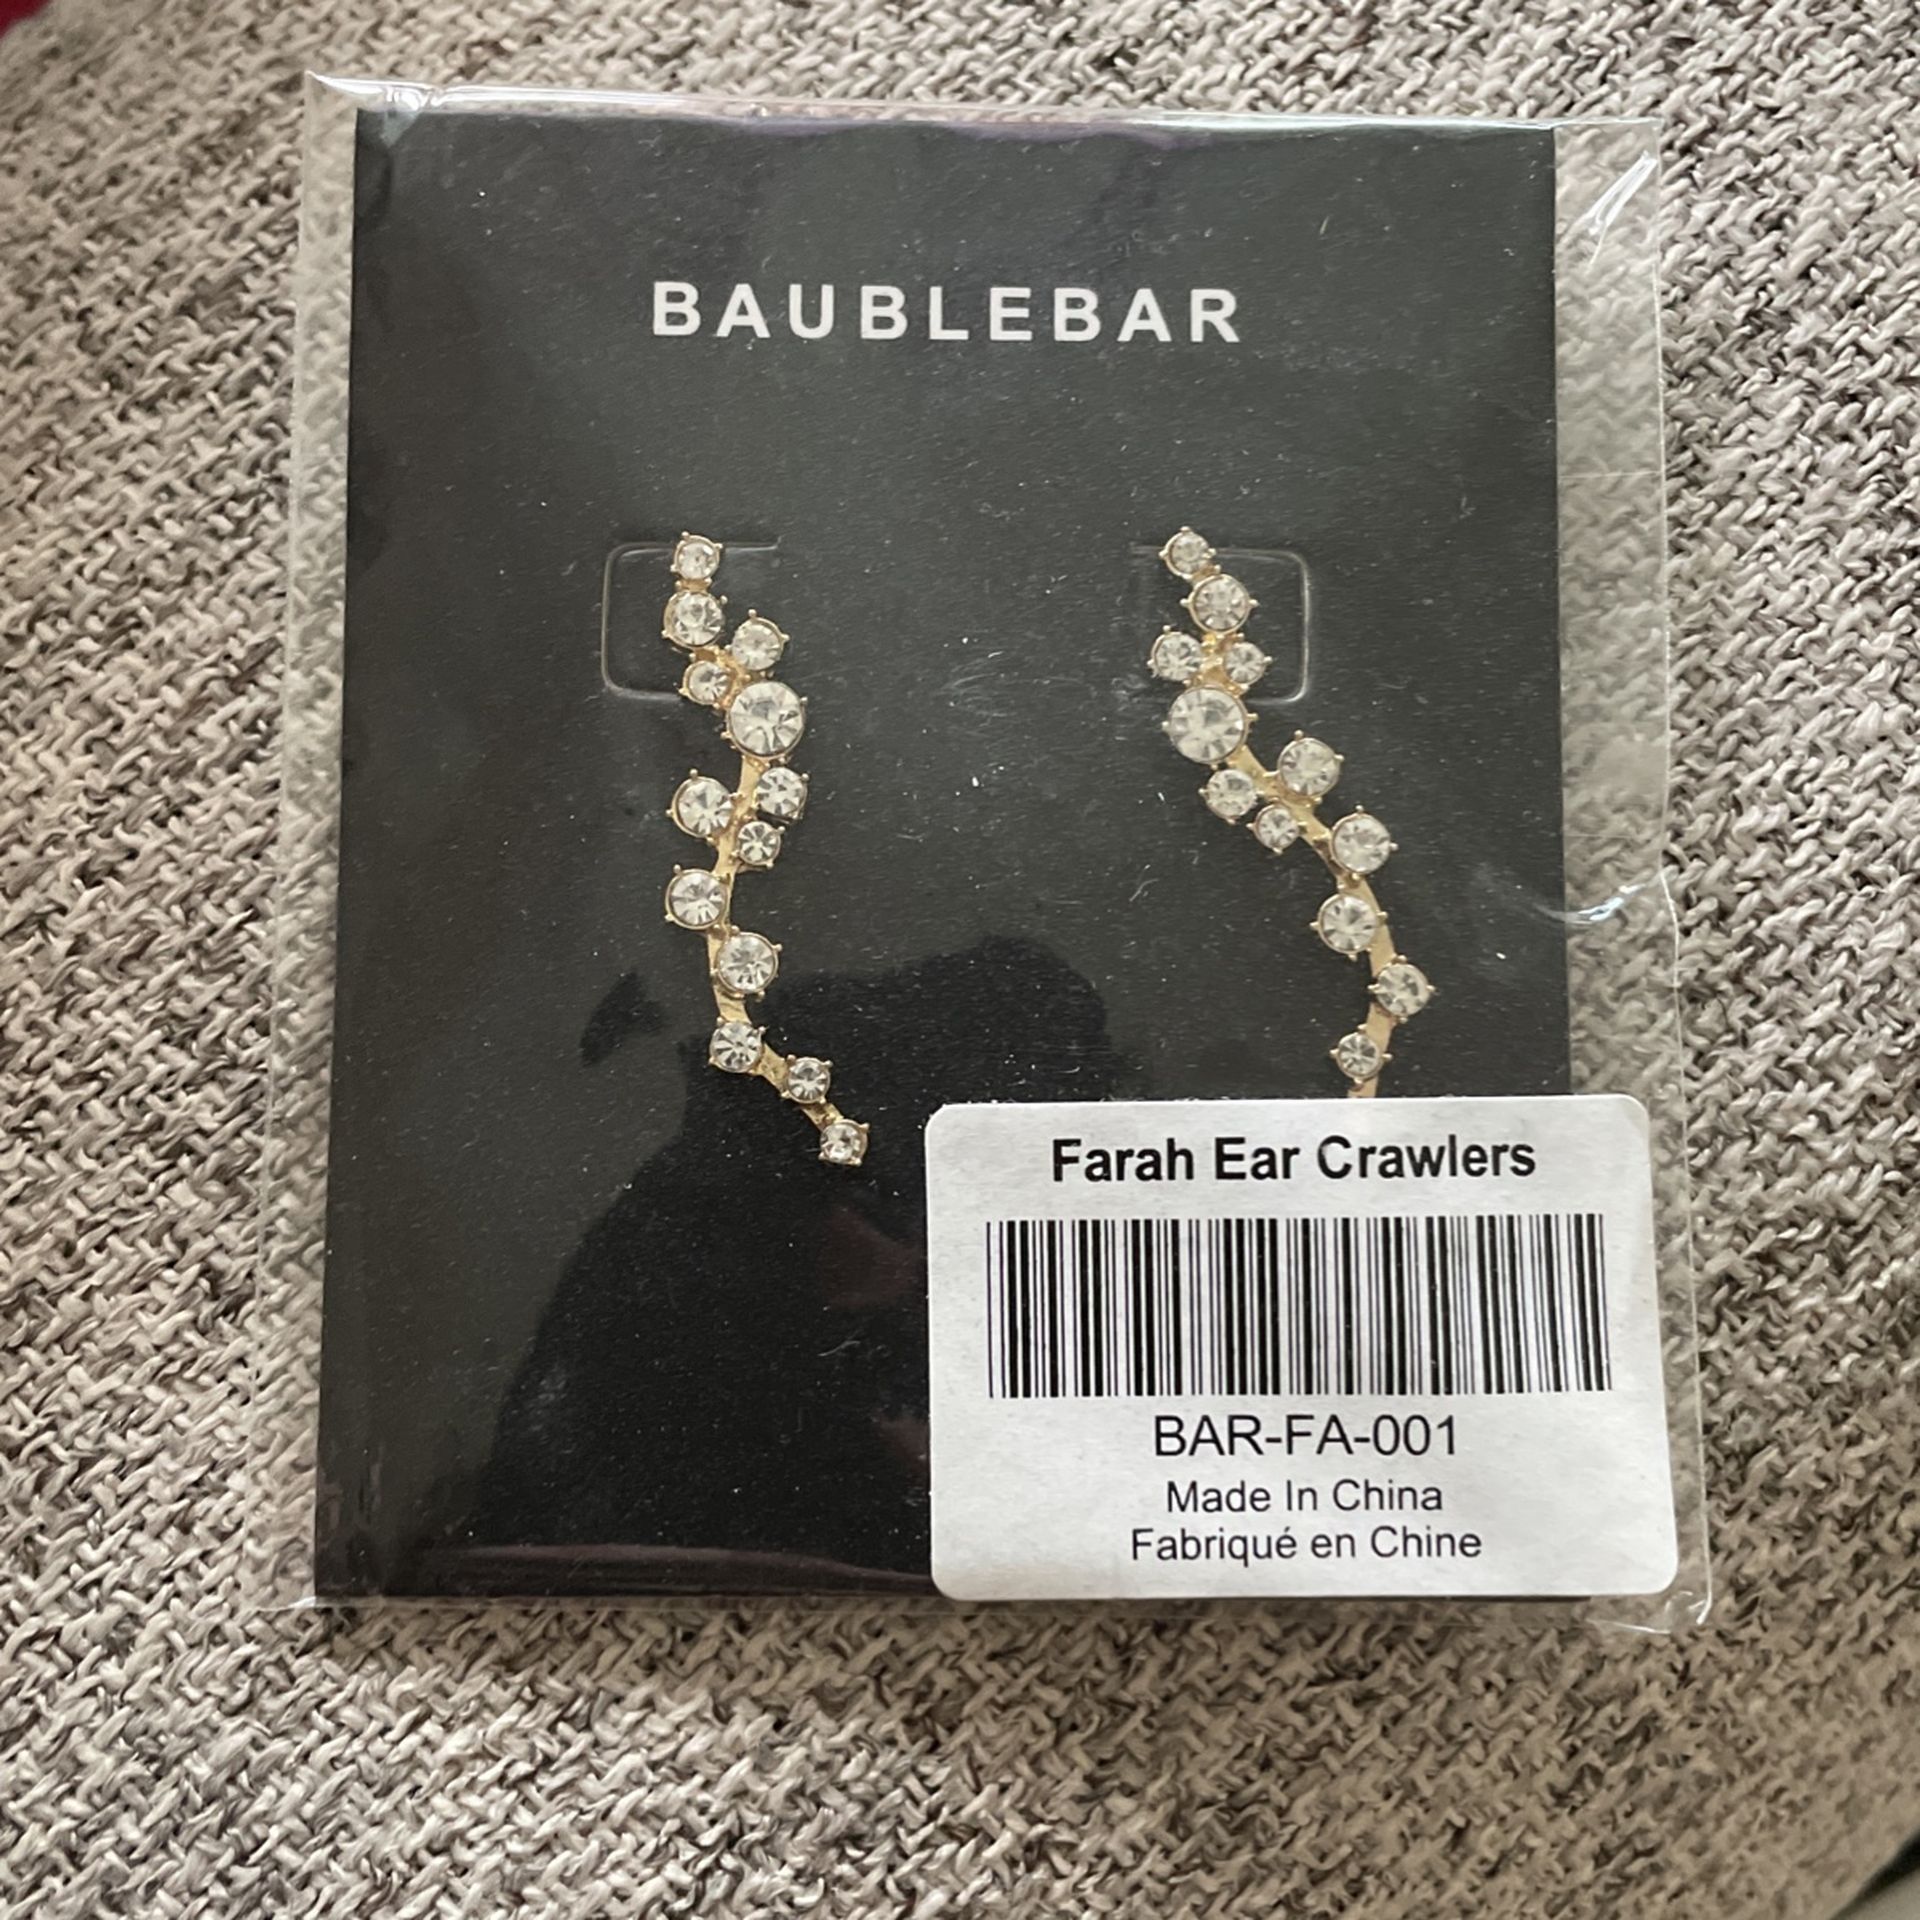 BAUBLEBAR
Farah Ear Crawlers
BAR-FA-001
Made In China
Fabriqué en Chine